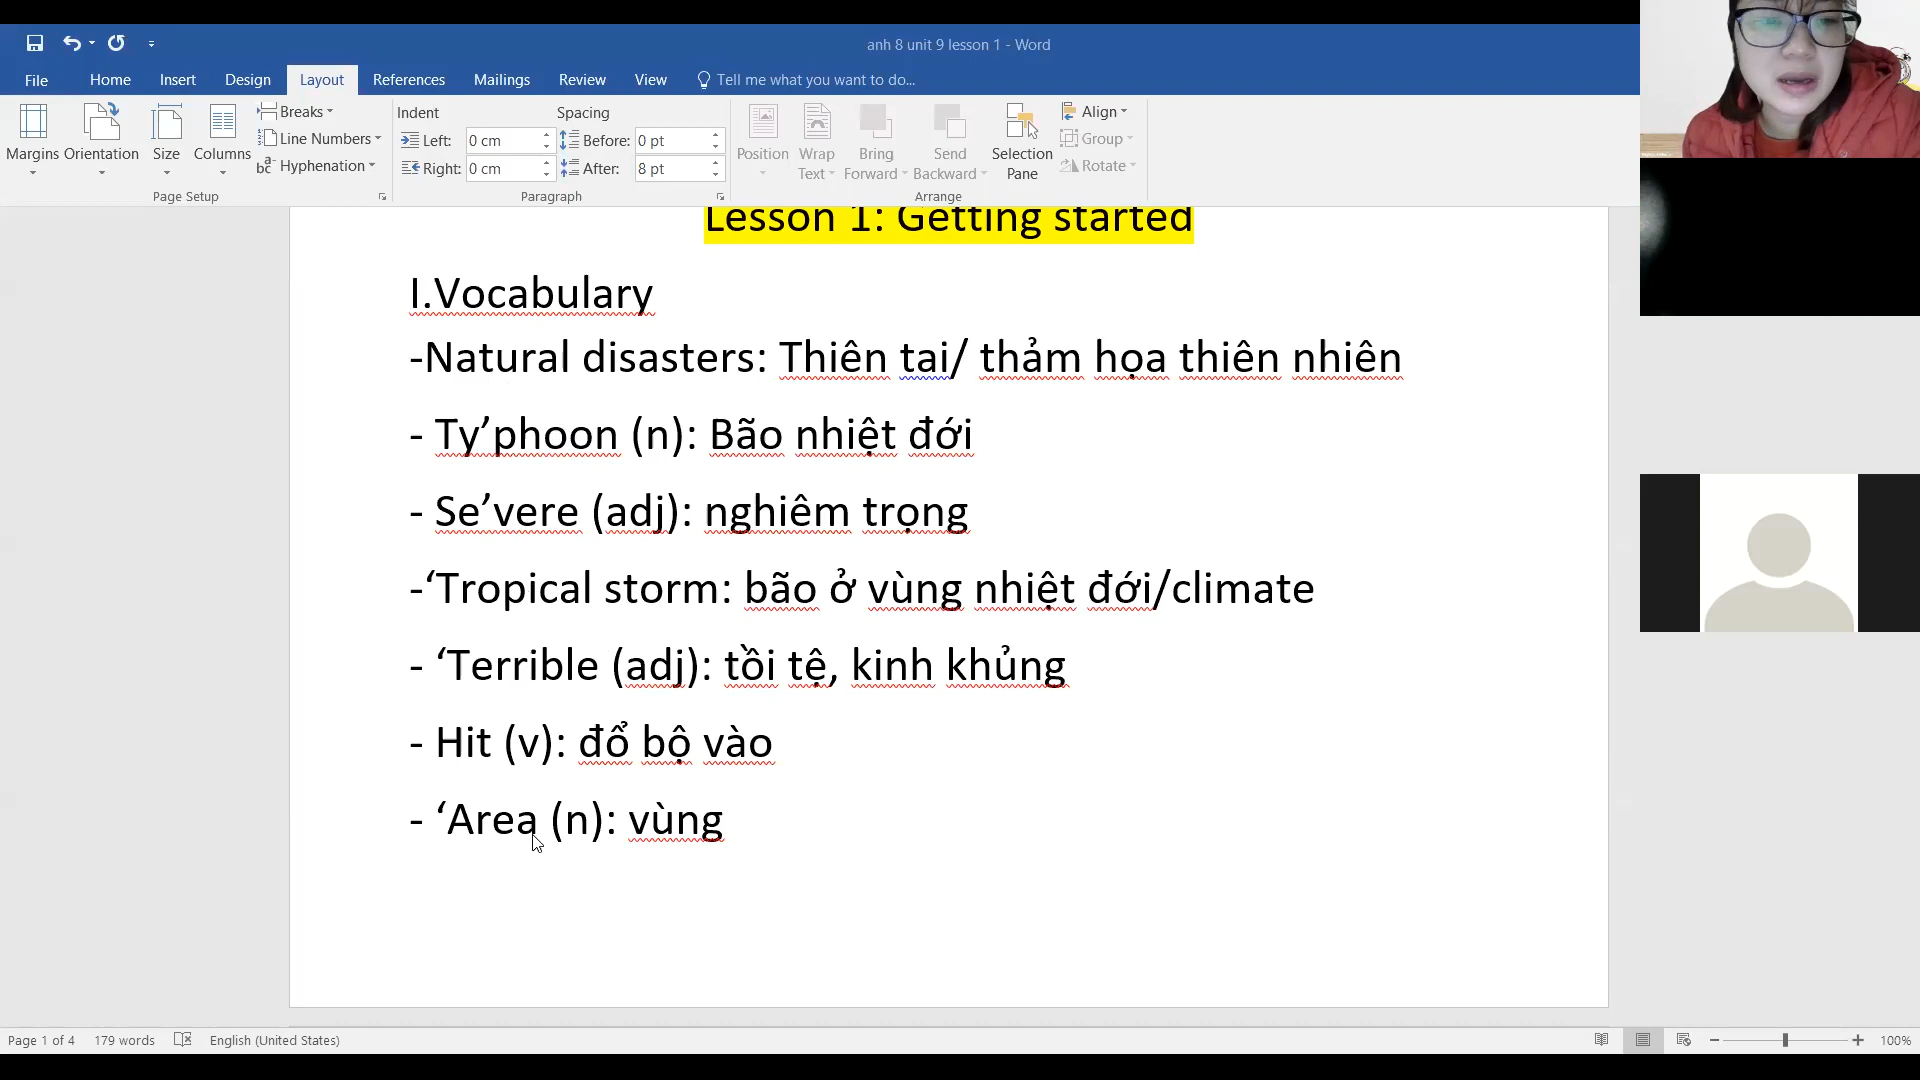 anh 8 unit 9 lesson 1 - Word
File Home Insert Design Layout References Mailings Review View Tell me what you want to do...
Margins Orientation Size Columns
Breaks
Line Numbers
Hyphenation
Page Setup
Indent
Left: 0 cm
Right: 0 cm
Spacing
Before: 0 pt
After: 8 pt
Paragraph
Position
Wrap Text
Bring Forward
Send Backward
Selection Pane
Align
Group
Rotate
Arrange
Lesson 1: Getting started
I.Vocabulary
-Natural disasters: Thiên tai/ thảm họa thiên nhiên
- Ty’phoon (n): Bão nhiệt đới
- Se’vere (adj): nghiêm trọng
-‘Tropical storm: bão ở vùng nhiệt đới/climate
- ‘Terrible (adj): tồi tệ, kinh khủng
- Hit (v): đổ bộ vào
- ‘Area (n): vùng
Page 1 of 4 179 words English (United States) 100%